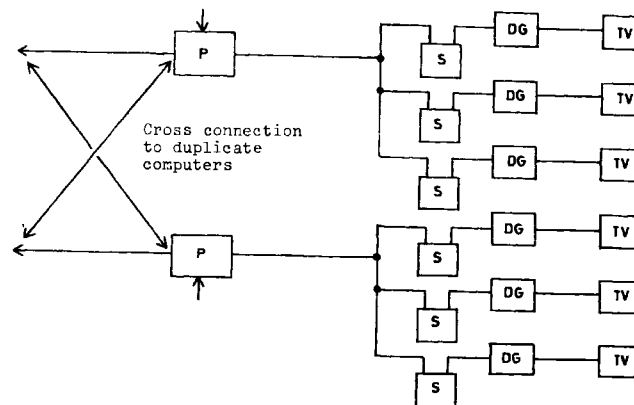 DG TV
P
S
DG TV
Cross connection
to duplicate
computers
S
DG TV
S
DG TV
P
S
DG TV
S
DG TV
S